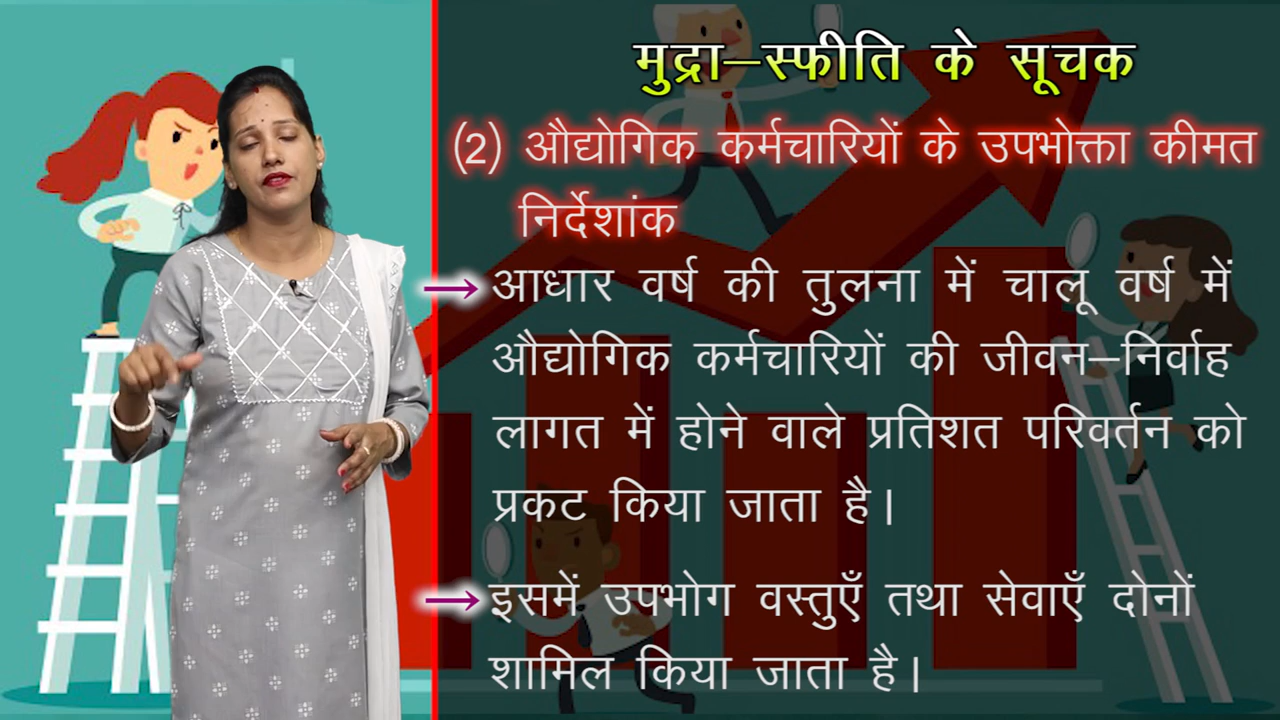 मुद्रा–स्फीति के सूचक
(2) औद्योगिक कर्मचारियों के उपभोक्ता कीमत
निर्देशांक
→आधार वर्ष की तुलना में चालू वर्ष में
औद्योगिक कर्मचारियों की जीवन–निर्वाह
लागत में होने वाले प्रतिशत परिवर्तन को
प्रकट किया जाता है।
→इसमें उपभोग वस्तुएँ तथा सेवाएँ दोनों
शामिल किया जाता है।